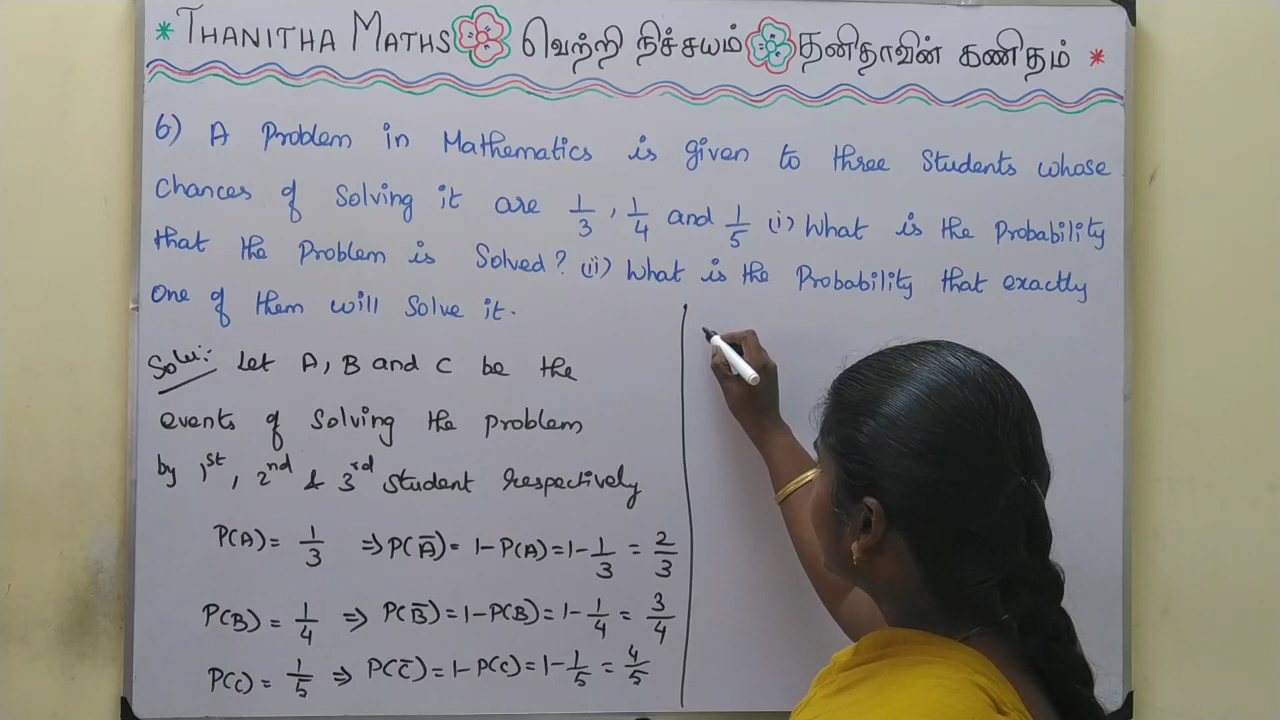 * THANITHA MATHS வெற்றி நிச்சயம் தனிதாவின் கணிதம் *
6) A Problem in Mathematics is given to three Students whose
Chances of Solving it are 1/3, 1/4 and 1/5 (i) What is the Probability
that the Problem is Solved? (ii) What is the Probability that exactly
One of them will Solve it.
Solu:- Let A, B and C be the
events of Solving the Problem
by 1st, 2nd & 3rd Student respectively
P(A) = 1/3 ⇒ P(Ā) = 1-P(A) = 1-1/3 = 2/3
P(B) = 1/4 ⇒ P(B̄) = 1-P(B) = 1-1/4 = 3/4
P(C) = 1/5 ⇒ P(C̄) = 1-P(C) = 1-1/5 = 4/5